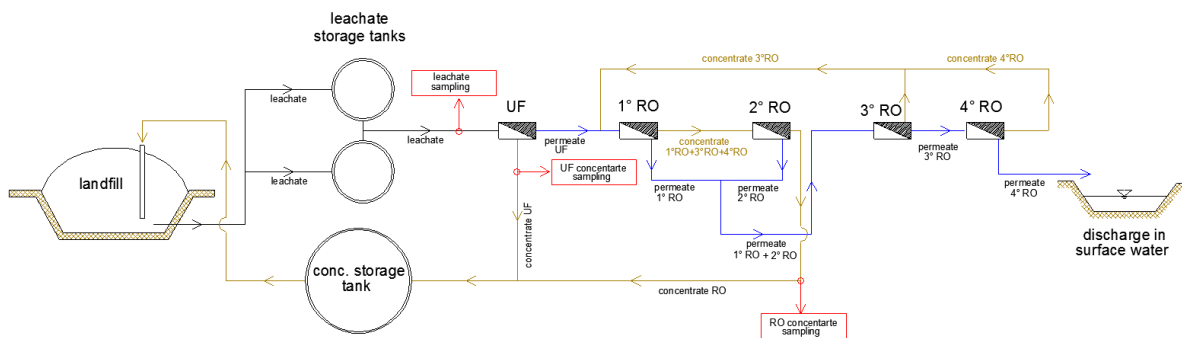 leachate
storage tanks
leachate
sampling
concentrate 3°RO
concentrate 4°RO
leachate
UF
1° RO
2° RO
3° RO
4° RO
leachate
permeate
UF
concentrate
1°RO+3°RO+4°RO
permeate
3° RO
landfill
leachate
UF concentarte
sampling
permeate
1° RO
permeate
2° RO
permeate
4° RO
concentrate UF
permeate
1° RO + 2° RO
discharge in
surface water
conc. storage
tank
concentrate RO
RO concentarte
sampling